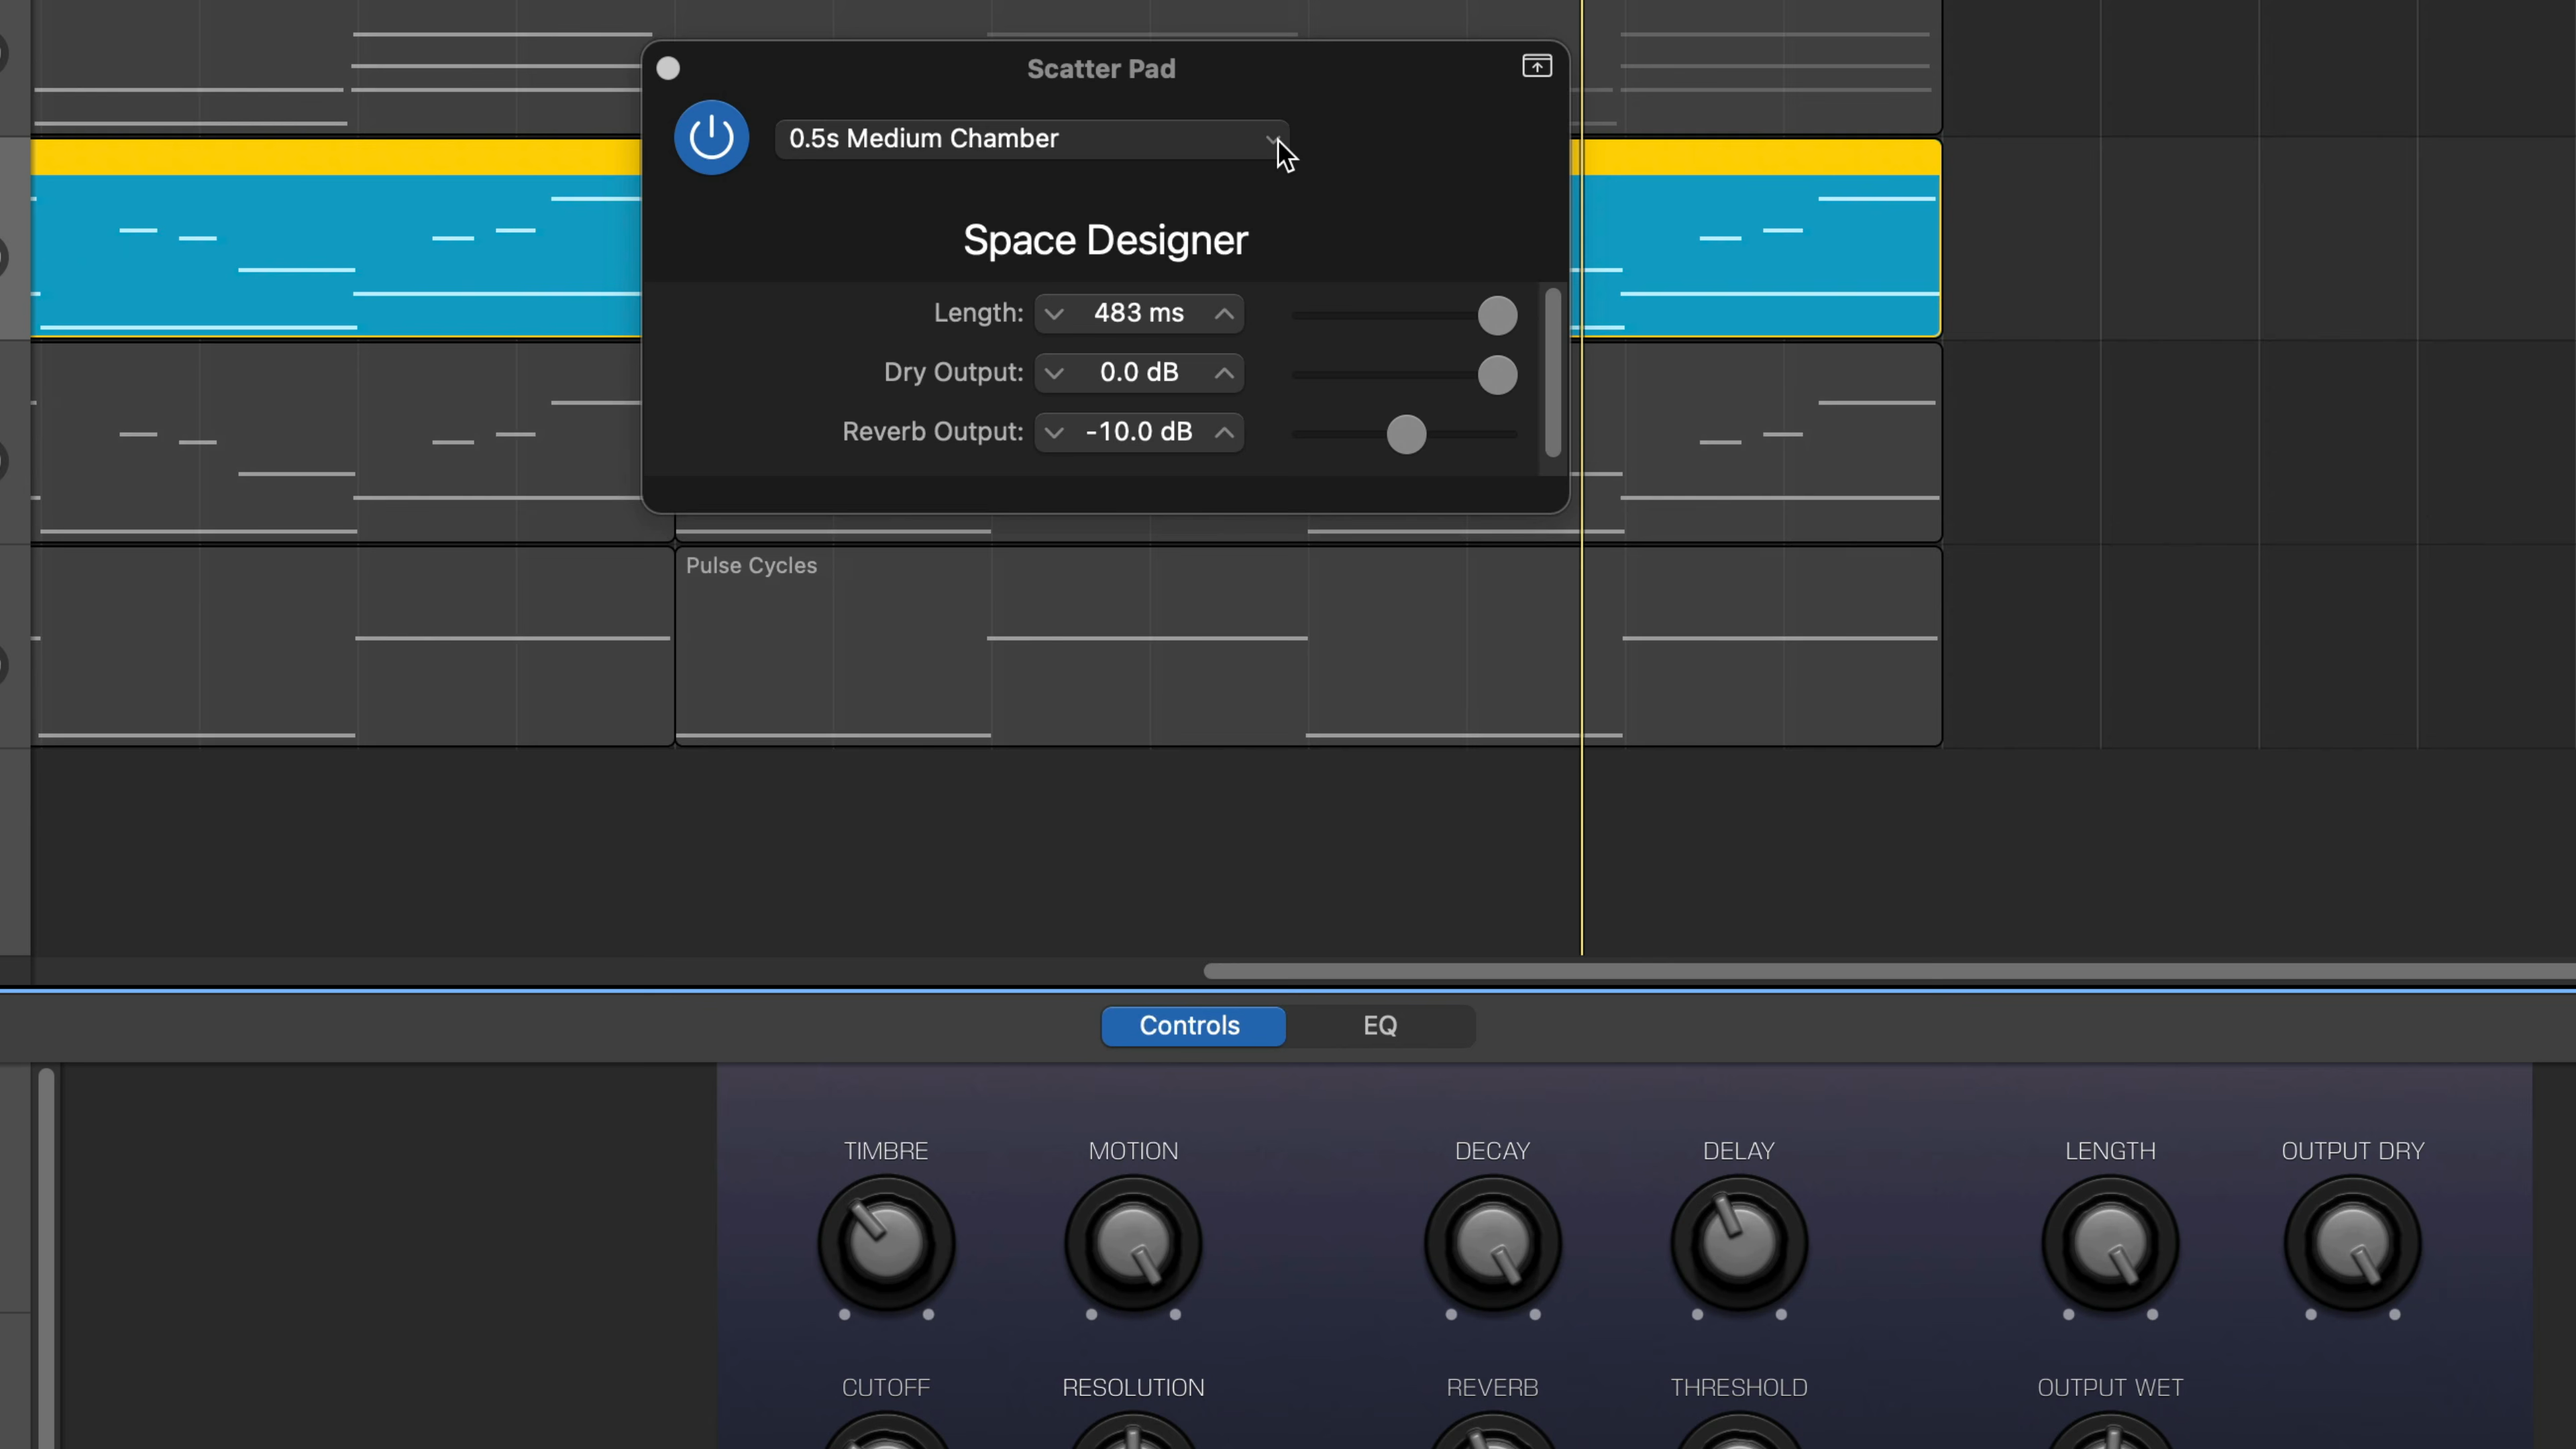 Scatter Pad
0.5s Medium Chamber
Space Designer
Length: 483 ms
Dry Output: 0.0 dB
Reverb Output: -10.0 dB
Pulse Cycles
Controls EQ
TIMBRE MOTION DECAY DELAY LENGTH OUTPUT DRY
CUTOFF RESOLUTION REVERB THRESHOLD OUTPUT WET